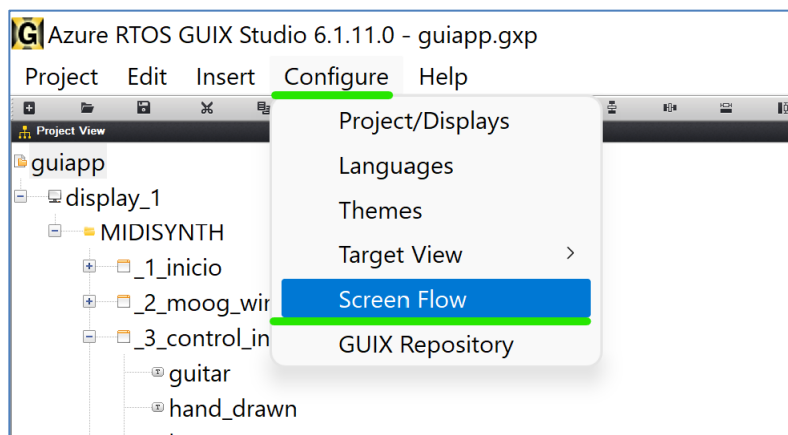 G Azure RTOS GUIX Studio 6.1.11.0 - guiapp.gxp
Project Edit Insert Configure Help
Project View
guiapp
display_1
MIDISYNTH
_1_inicio
_2_moog_wir
_3_control_in
guitar
hand_drawn
Project/Displays
Languages
Themes
Target View
Screen Flow
GUIX Repository